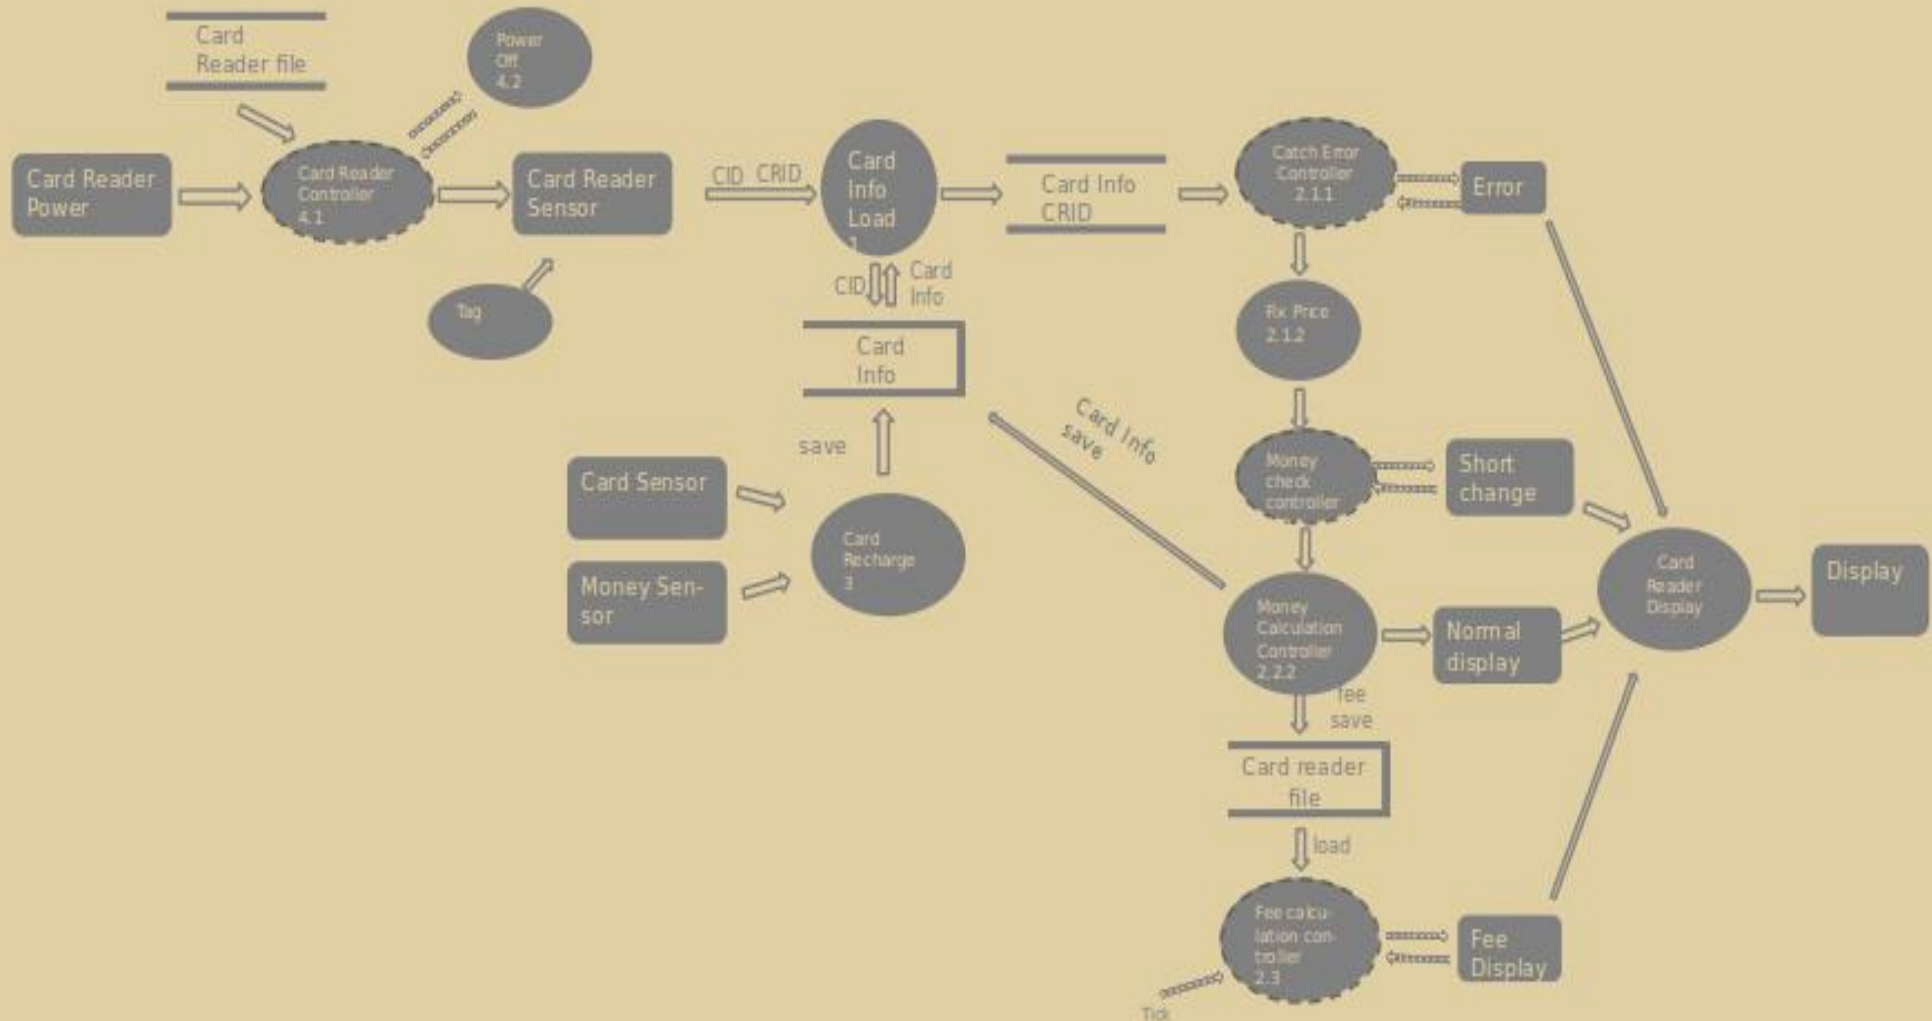 Card
Reader file
Power
Off
4.2
Card Reader
Power
Card Reader
Controller
4.1
Card Reader
Sensor
Tag
CID CRID
Card
Info
Load
1
CID
Card
Info
Card
Info
save
Card Sensor
Money Sen-
sor
Card
Recharge
3
Card Info
CRID
Catch Error
Controller
2.1.1
Error
Rx Price
2.1.2
Card Info
save
Money
check
controller
Short
change
Money
Calculation
Controller
2.2.2
Normal
display
Card
Reader
Display
Display
fee
save
Card reader
file
load
Fee calcu-
lation con-
troller
2.3
Fee
Display
Tick